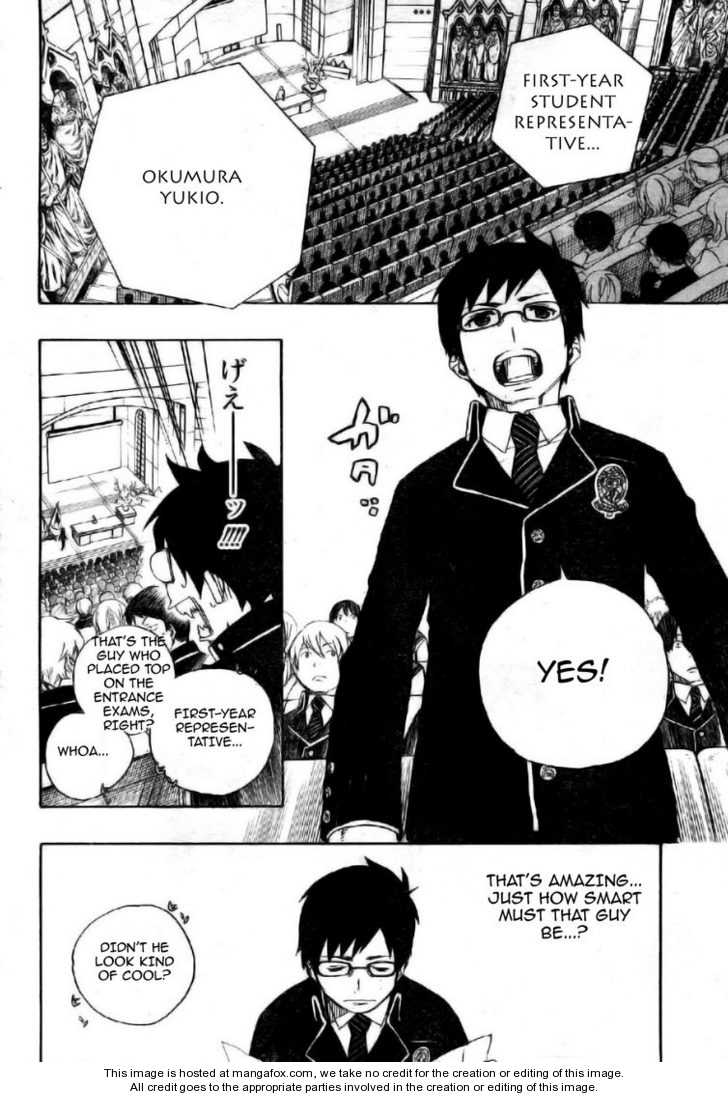 FIRST-YEAR
STUDENT
REPRESENTA-
TIVE...
OKUMURA
YUKIO.
ガタッ
YES!
げえーーッ!!!!
THAT'S THE
GUY WHO
PLACED TOP
ON THE
ENTRANCE
EXAMS,
RIGHT?
FIRST-YEAR
REPRESEN-
TATIVE...
WHOA...
THAT'S AMAZING...
JUST HOW SMART
MUST THAT GUY
BE...?
DIDN'T HE
LOOK KIND
OF COOL?
This image is hosted at mangafox.com, we take no credit for the creation or editing of this image.
All credit goes to the appropriate parties involved in the creation or editing of this image.